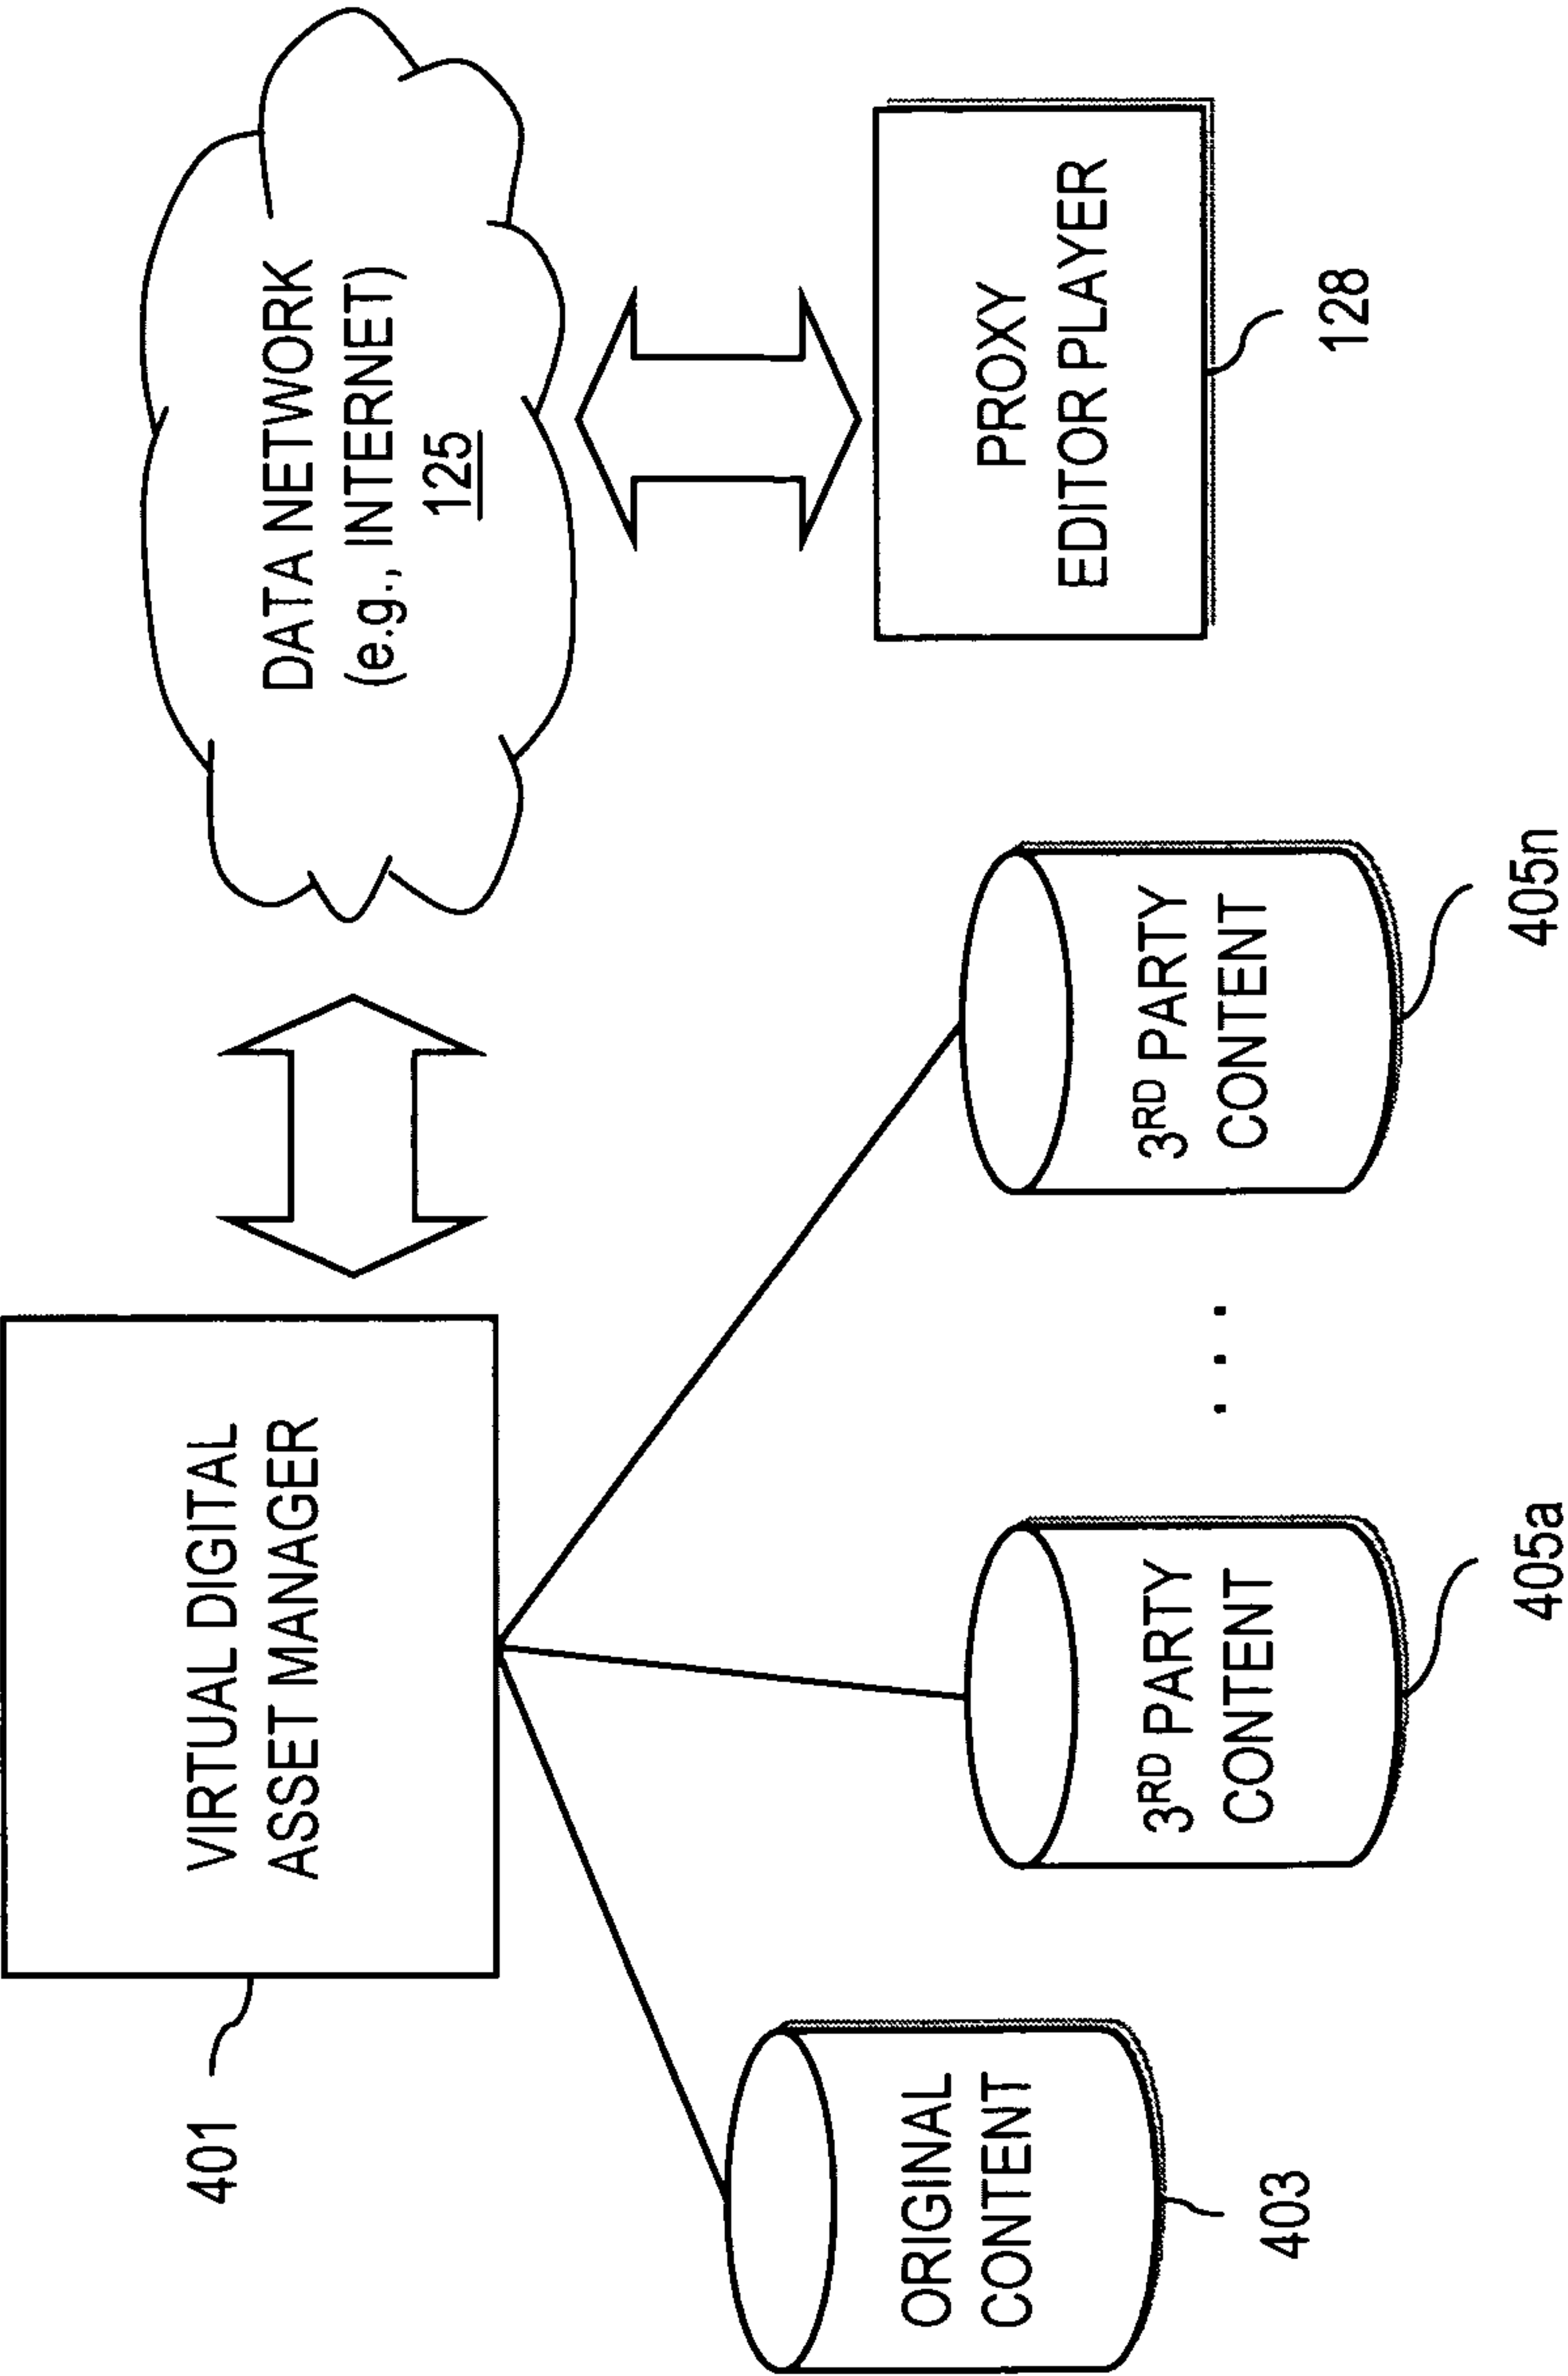 401
VIRTUAL DIGITAL
ASSET MANAGER
DATA NETWORK
(e.g., INTERNET)
125
ORIGINAL
CONTENT
403
3RD PARTY
CONTENT
405a
. . .
3RD PARTY
CONTENT
405n
PROXY
EDITOR PLAYER
128